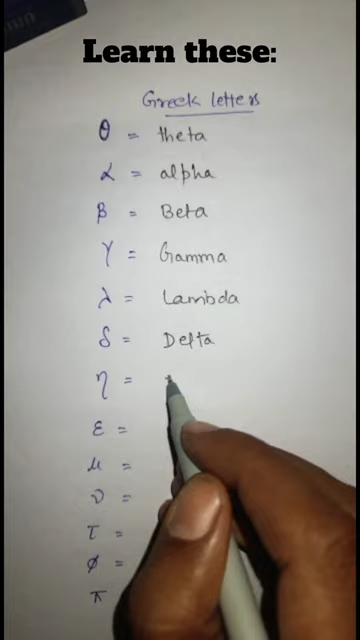 Learn these:
Greek letters
θ = theta
α = alpha
β = Beta
γ = Gamma
λ = Lambda
δ = Delta
η =
ε =
μ =
ν =
τ =
φ =
π